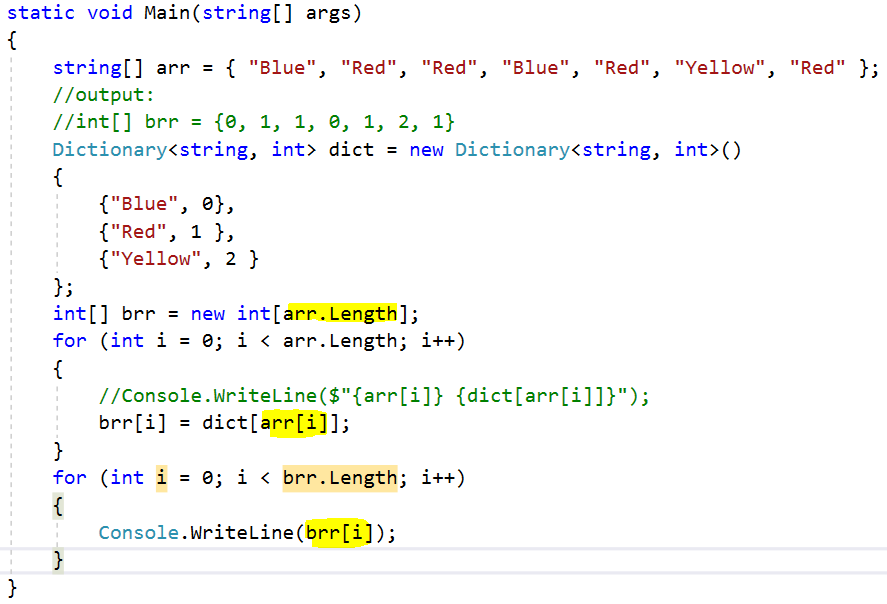 static void Main(string[] args)
{
string[] arr = { "Blue", "Red", "Red", "Blue", "Red", "Yellow", "Red" };
//output:
//int[] brr = {0, 1, 1, 0, 1, 2, 1}
Dictionary<string, int> dict = new Dictionary<string, int>()
{
{"Blue", 0},
{"Red", 1 },
{"Yellow", 2 }
};
int[] brr = new int[arr.Length];
for (int i = 0; i < arr.Length; i++)
{
//Console.WriteLine($"{arr[i]} {dict[arr[i]]}");
brr[i] = dict[arr[i]];
}
for (int i = 0; i < brr.Length; i++)
{
Console.WriteLine(brr[i]);
}
}